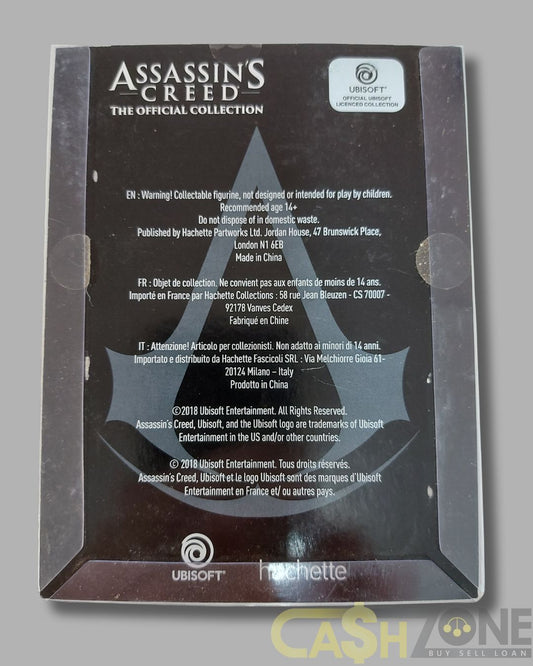 ASSASSIN'S
CREED
THE OFFICIAL COLLECTION
UBISOFT®
OFFICIAL UBISOFT
LICENCED COLLECTION
EN : Warning! Collectable figurine, not designed or intended for play by children.
Recommended age 14+
Do not dispose of in domestic waste.
Published by Hachette Partworks Ltd. Jordan House, 47 Brunswick Place,
London N1 6EB
Made in China
FR : Objet de collection. Ne convient pas aux enfants de moins de 14 ans.
Importé en France par Hachette Collections : 58 rue Jean Bleuzen - CS 70007 -
92178 Vanves Cedex
Fabriqué en Chine
IT : Attenzione! Articolo per collezionisti. Non adatto ai minori di 14 anni.
Importato e distribuito da Hachette Fascicoli SRL : Via Melchiorre Gioia 61-
20124 Milano – Italy
Prodotto in China
©2018 Ubisoft Entertainment. All Rights Reserved.
Assassin's Creed, Ubisoft, and the Ubisoft logo are trademarks of Ubisoft
Entertainment in the US and/or other countries.
© 2018 Ubisoft Entertainment. Tous droits réservés.
Assassin's Creed, Ubisoft et le logo Ubisoft sont des marques d'Ubisoft
Entertainment en France et/ ou autres pays.
UBISOFT®
hachette
CA$HZONE
BUY SELL LOAN